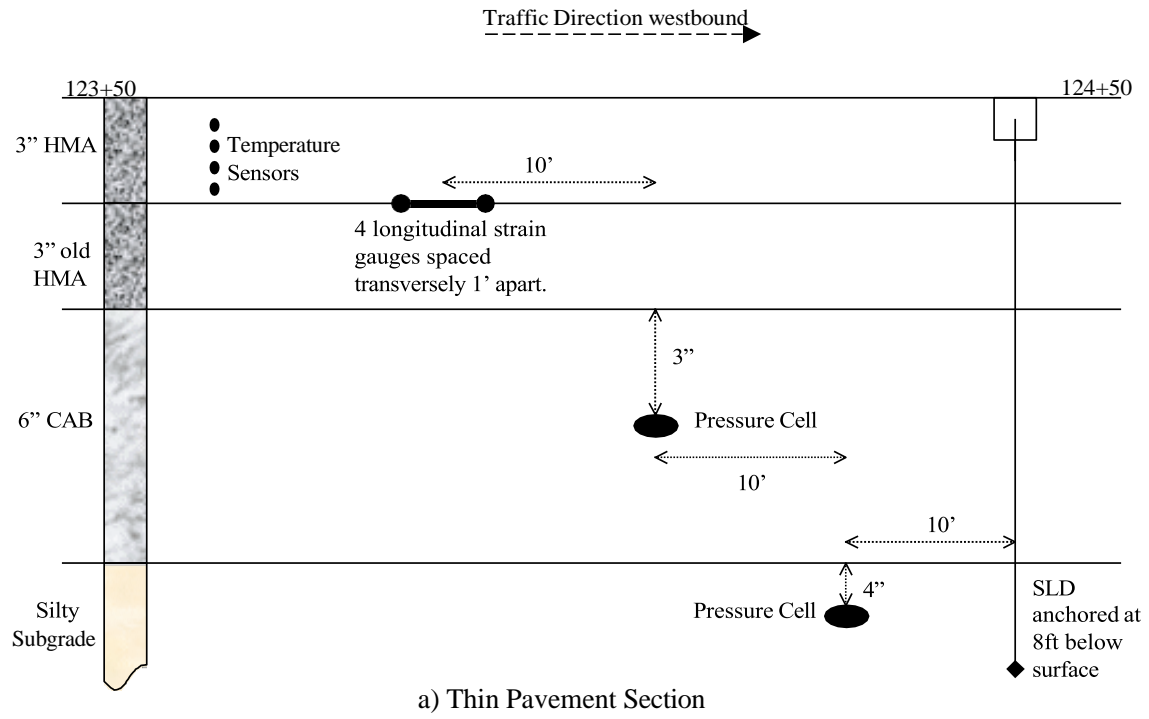 Traffic Direction westbound
123+50
124+50
3” HMA
Temperature
Sensors
10’
4 longitudinal strain
gauges spaced
transversely 1’ apart.
3” old
HMA
3”
6” CAB
Pressure Cell
10’
10’
4”
Pressure Cell
Silty
Subgrade
SLD
anchored at
8ft below
surface
a) Thin Pavement Section